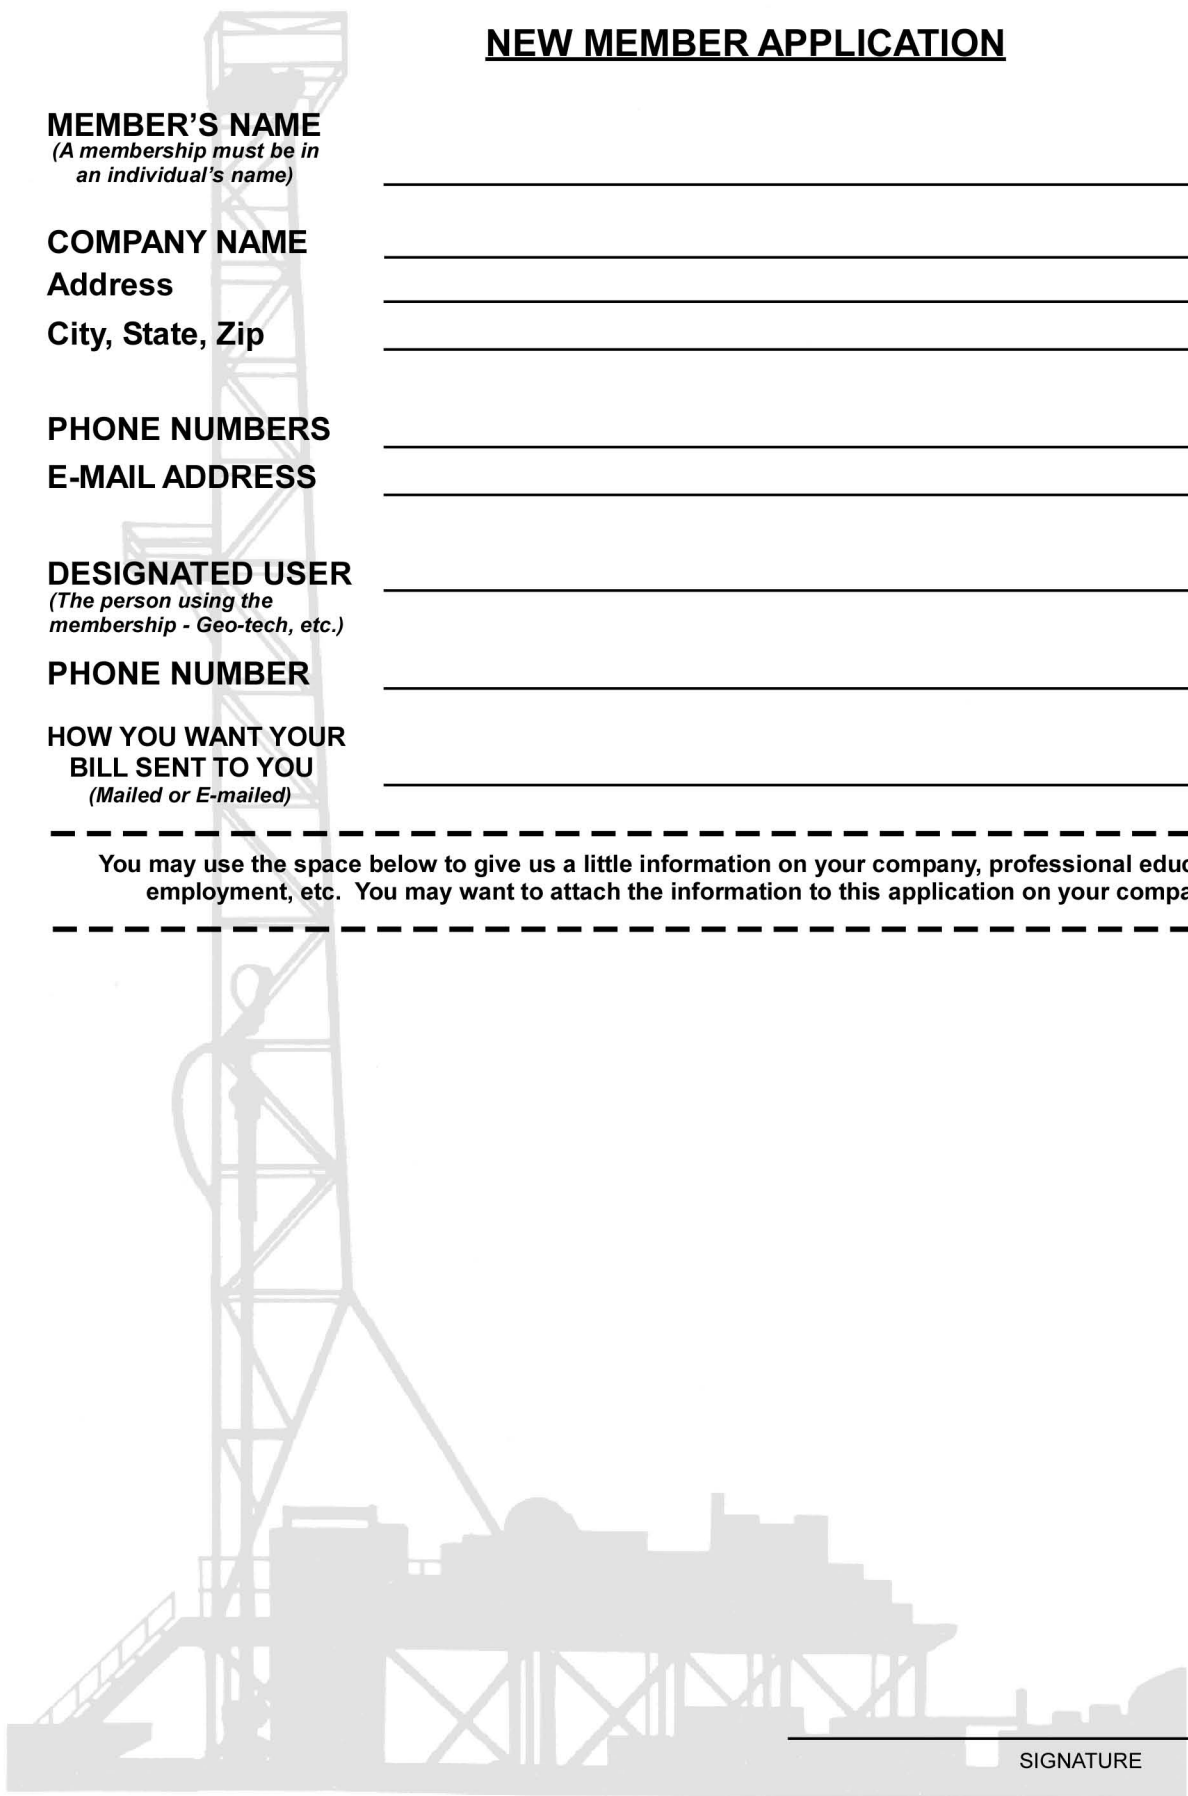 NEW MEMBER APPLICATION
MEMBER’S NAME
(A membership must be in
an individual’s name)
COMPANY NAME
Address
City, State, Zip
PHONE NUMBERS
E-MAIL ADDRESS
DESIGNATED USER
(The person using the
membership - Geo-tech, etc.)
PHONE NUMBER
HOW YOU WANT YOUR
BILL SENT TO YOU
(Mailed or E-mailed)
You may use the space below to give us a little information on your company, professional educ
employment, etc.  You may want to attach the information to this application on your compa
SIGNATURE